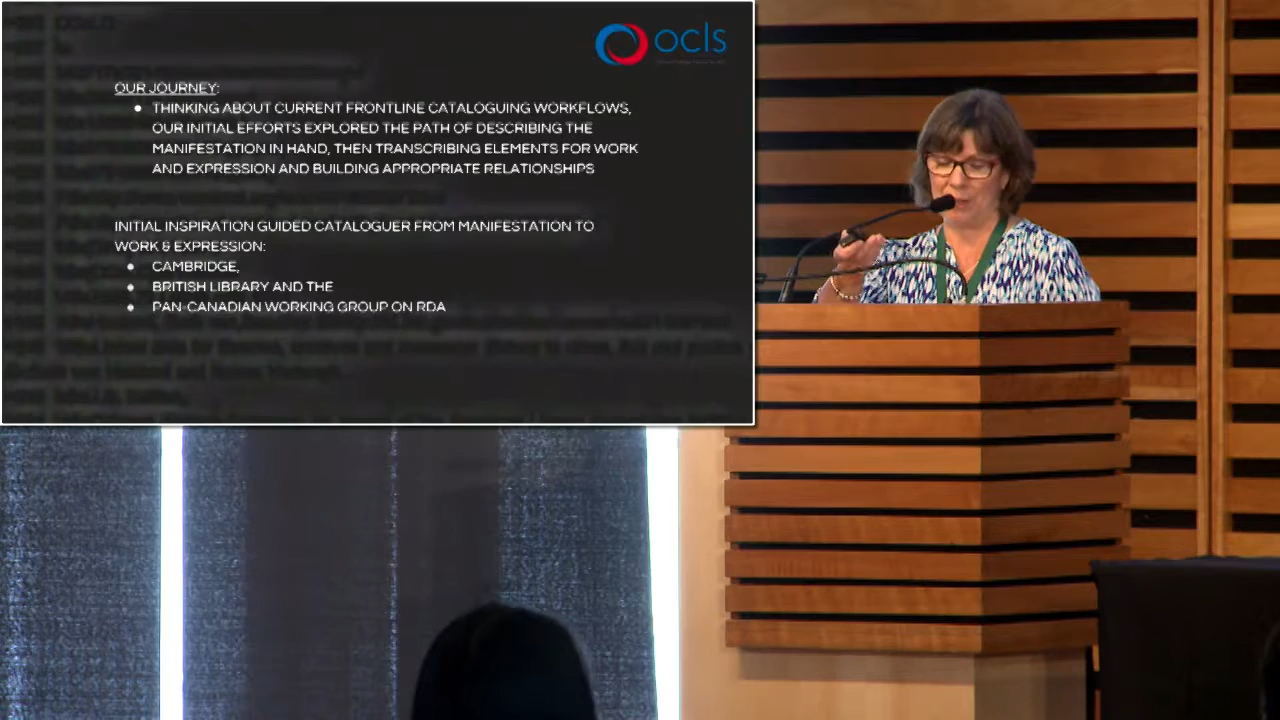 ocls
OUR JOURNEY:
● THINKING ABOUT CURRENT FRONTLINE CATALOGUING WORKFLOWS,
OUR INITIAL EFFORTS EXPLORED THE PATH OF DESCRIBING THE
MANIFESTATION IN HAND, THEN TRANSCRIBING ELEMENTS FOR WORK
AND EXPRESSION AND BUILDING APPROPRIATE RELATIONSHIPS
INITIAL INSPIRATION GUIDED CATALOGUER FROM MANIFESTATION TO
WORK & EXPRESSION:
● CAMBRIDGE,
● BRITISH LIBRARY AND THE
● PAN-CANADIAN WORKING GROUP ON RDA